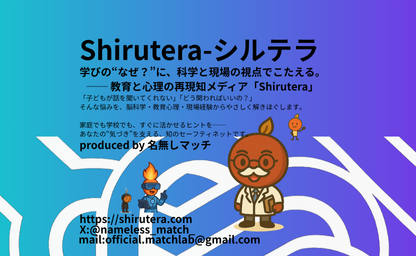 Shirutera-シルテラ
学びの“なぜ？”に、科学と現場の視点でこたえる。
── 教育と心理の再現知メディア「Shirutera」
「子どもが話を聞いてくれない」「どう関わればいいの？」
そんな悩みを、脳科学・教育心理・現場経験からやさしく解きほぐします。
家庭でも学校でも、すぐに活かせるヒントを──
あなたの“気づき”を支える、知のセーフティネットです。
produced by 名無しマッチ
https://shirutera.com
X:@nameless_match_
mail:official.matchlab@gmail.com